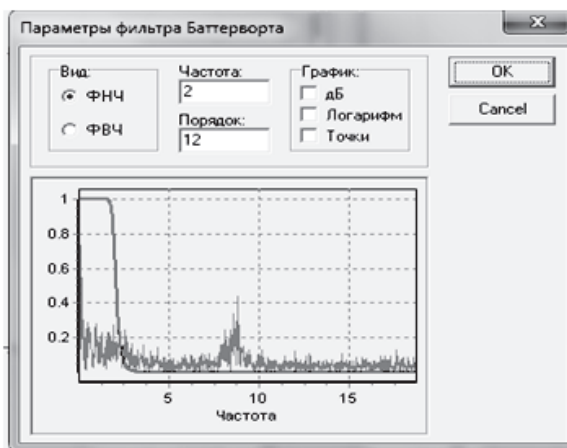 Параметры фильтра Баттерворта
Вид:
ФНЧ
ФВЧ
Частота:
2
Порядок:
12
График:
дБ
Логарифм
Точки
OK
Cancel
1
0.8
0.6
0.4
0.2
5 10 15
Частота